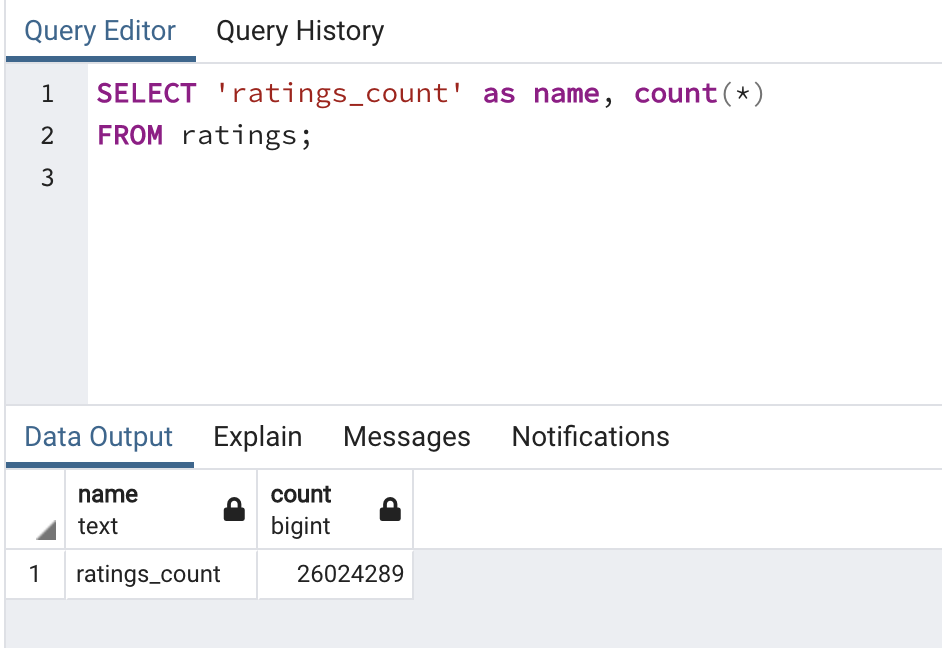 Query Editor Query History
1 SELECT 'ratings_count' as name, count(*)
2 FROM ratings;
3
Data Output Explain Messages Notifications
name count
text bigint
1 ratings_count 26024289